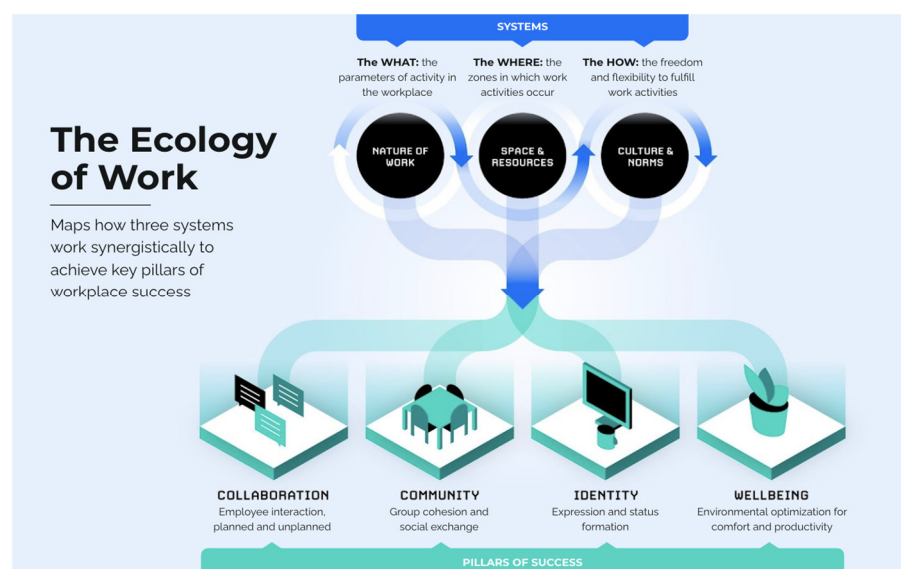 SYSTEMS
The WHAT: the
parameters of activity in
the workplace
The WHERE: the
zones in which work
activities occur
The HOW: the freedom
and flexibility to fulfill
work activities
NATURE OF
WORK
SPACE &
RESOURCES
CULTURE &
NORMS
The Ecology
of Work
Maps how three systems
work synergistically to
achieve key pillars of
workplace success
COLLABORATION
Employee interaction,
planned and unplanned
COMMUNITY
Group cohesion and
social exchange
IDENTITY
Expression and status
formation
WELLBEING
Environmental optimization for
comfort and productivity
PILLARS OF SUCCESS